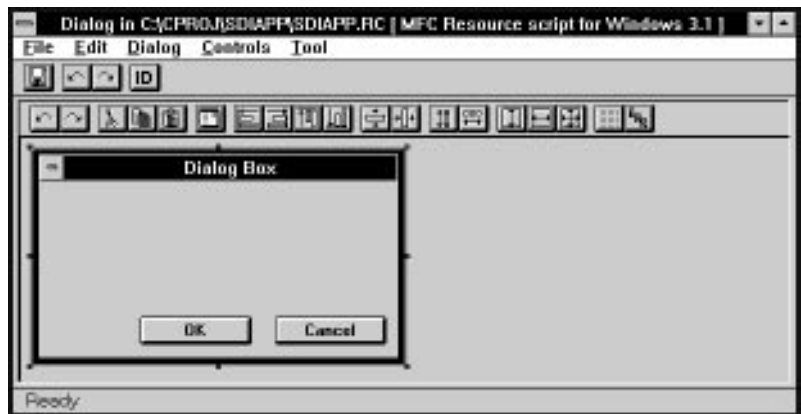 Dialog in C:\CPROJ\SDIAPP\SDIAPP.RC [ MFC Resource script for Windows 3.1 ]
File Edit Dialog Controls Tool
ID
Dialog Box
OK Cancel
Ready